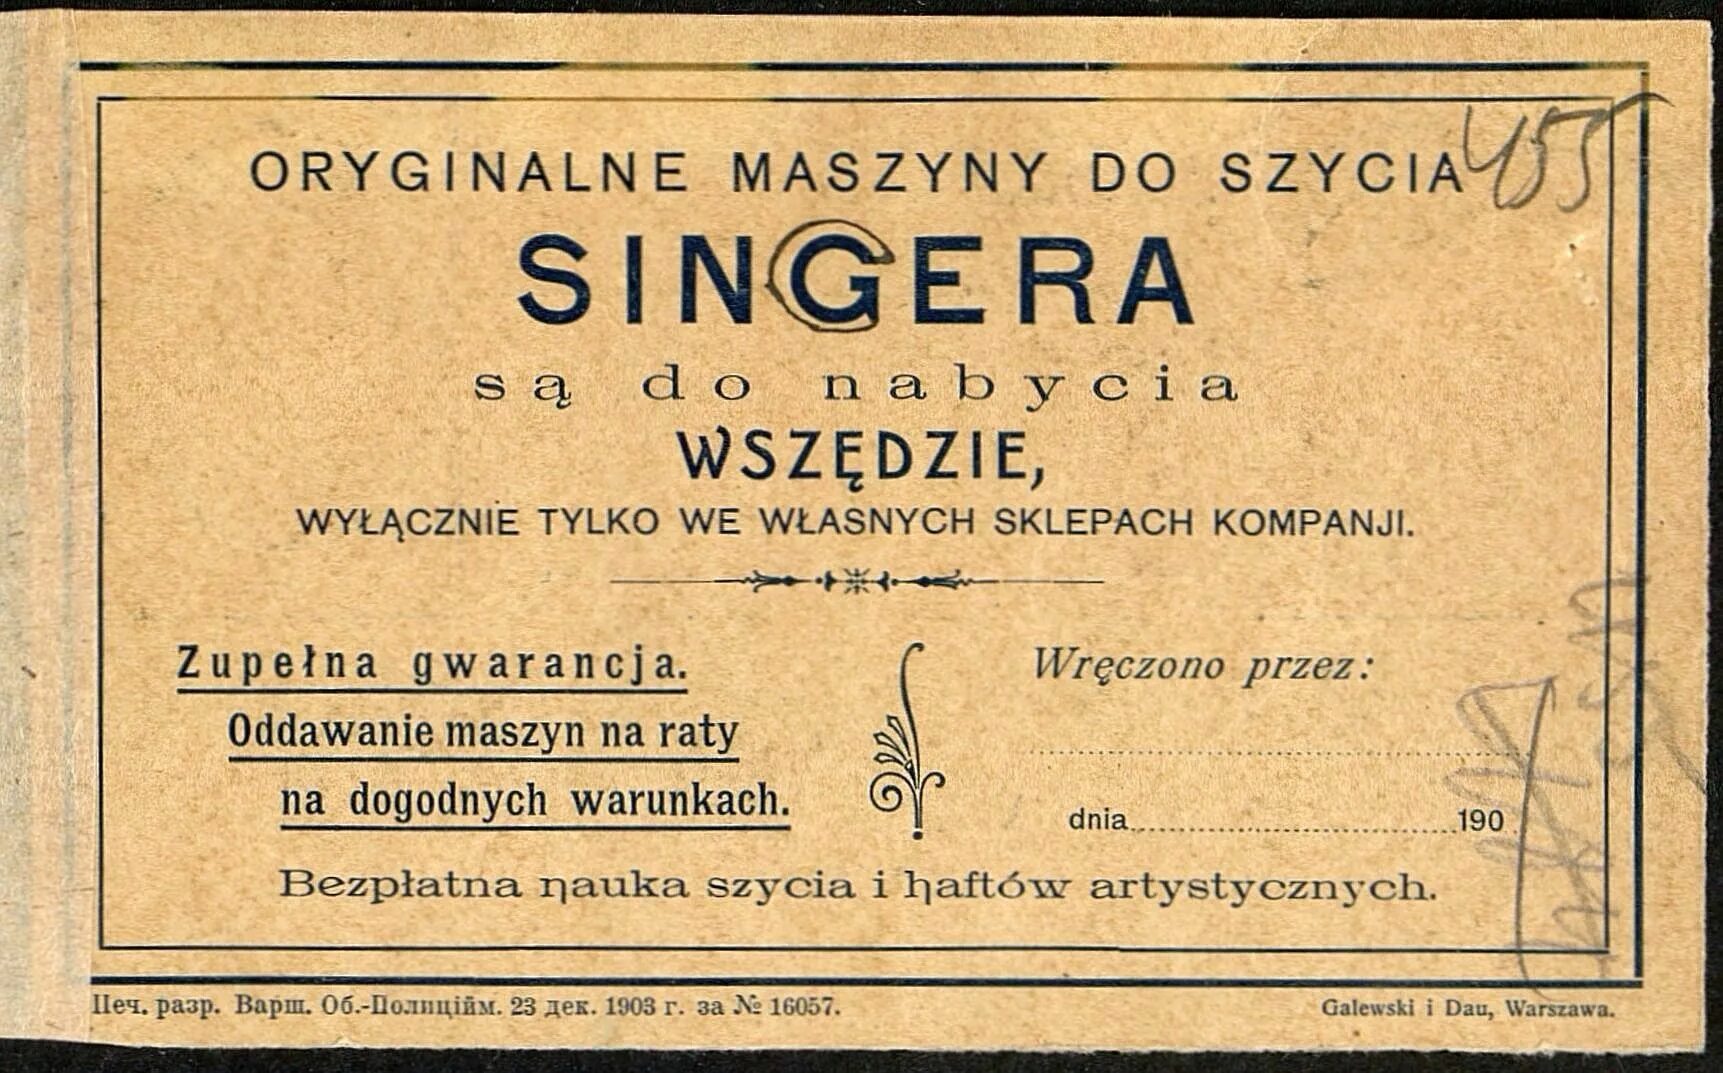 455
ORYGINALNE MASZYNY DO SZYCIA
SINGERA
są do nabycia
WSZĘDZIE,
WYŁĄCZNIE TYLKO WE WŁASNYCH SKLEPACH KOMPANJI.
Zupełna gwarancja.
Oddawanie maszyn na raty
na dogodnych warunkach.
Wręczono przez:
dnia 190
Bezpłatna nauka szycia i haftów artystycznych.
Печ. разр. Варш. Об.-Полиційм. 23 дек. 1903 г. за № 16057.
Galewski i Dau, Warszawa.